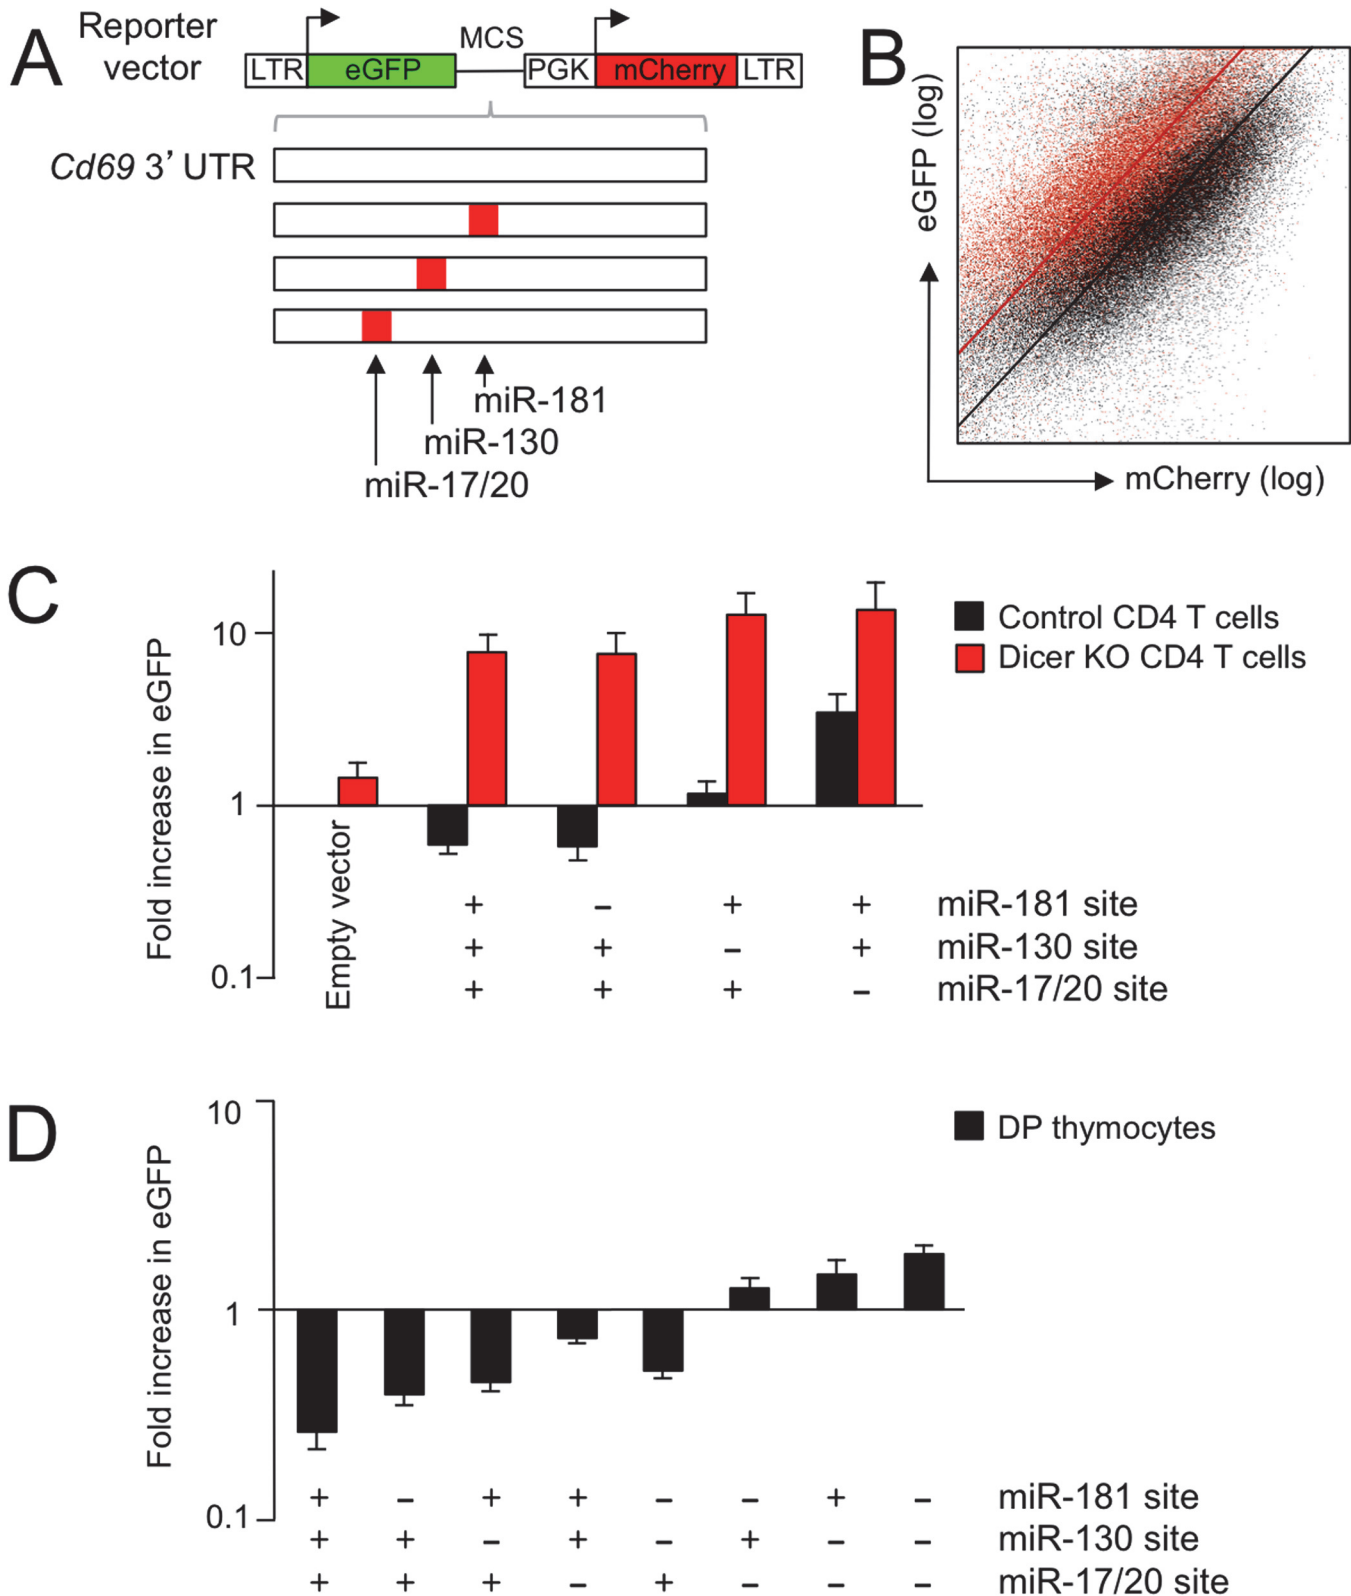 A
Reporter
vector
LTR eGFP MCS PGK mCherry LTR
Cd69 3’ UTR
miR-181
miR-130
miR-17/20
B
eGFP (log)
mCherry (log)
C
Fold increase in eGFP
10
1
0.1
Empty vector
Control CD4 T cells
Dicer KO CD4 T cells
+ – + + miR-181 site
+ + – + miR-130 site
+ + + – miR-17/20 site
D
Fold increase in eGFP
10
1
0.1
DP thymocytes
+ – + + – – + – miR-181 site
+ + – + – + – – miR-130 site
+ + + – + – – – miR-17/20 site